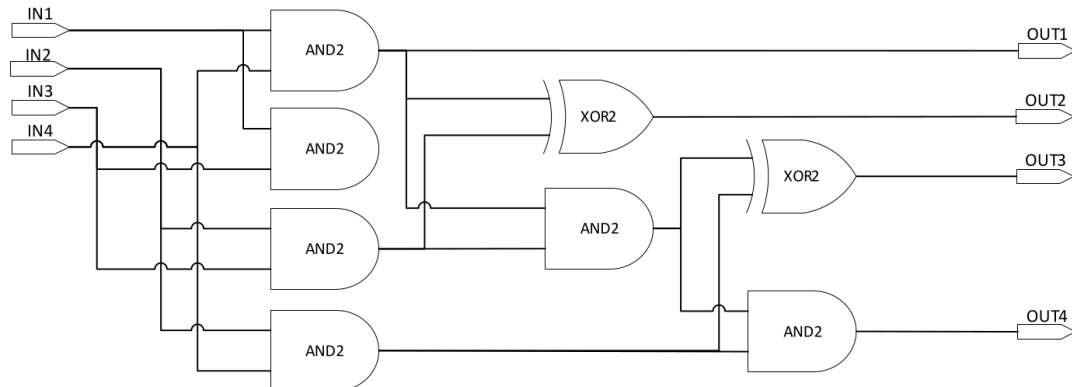 IN1
IN2
IN3
IN4
AND2
AND2
AND2
AND2
XOR2
AND2
XOR2
AND2
OUT1
OUT2
OUT3
OUT4